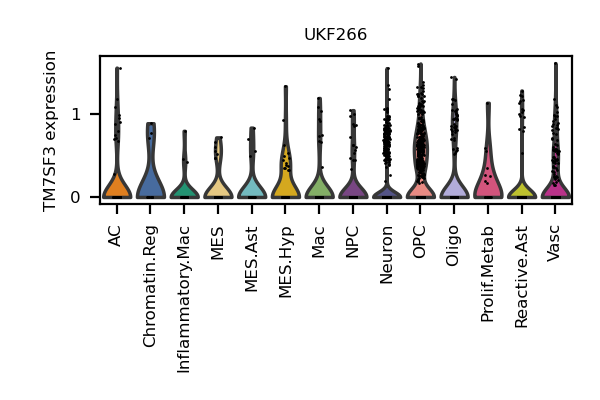 UKF266
TM7SF3 expression
1
0
AC
Chromatin.Reg
Inflammatory.Mac
MES
MES.Ast
MES.Hyp
Mac
NPC
Neuron
OPC
Oligo
Prolif.Metab
Reactive.Ast
Vasc